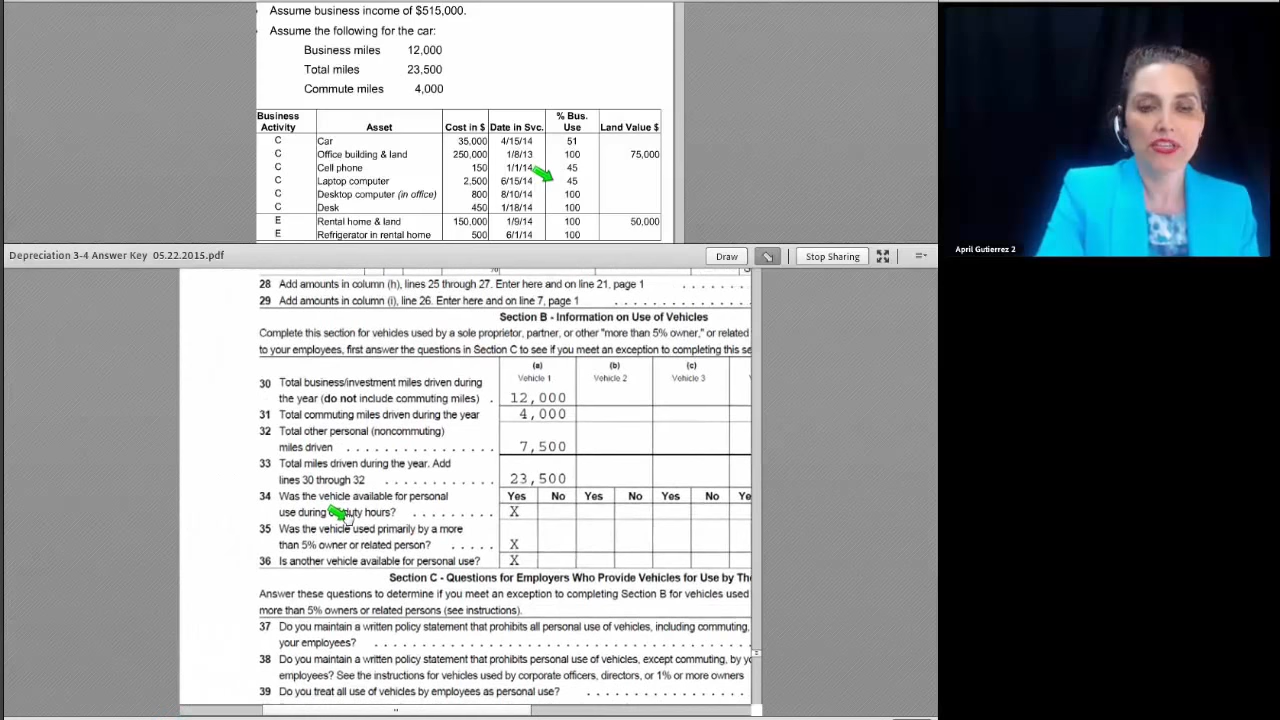 Assume business income of $515,000.
Assume the following for the car:
Business miles 12,000
Total miles 23,500
Commute miles 4,000
Business Activity Asset Cost in $ Date in Svc. % Bus. Use Land Value $
C Car 35,000 4/15/14 51
C Office building & land 250,000 1/8/13 100 75,000
C Cell phone 150 1/1/14 45
C Laptop computer 2,500 6/15/14 45
C Desktop computer (in office) 800 8/10/14 100
C Desk 450 1/18/14 100
E Rental home & land 150,000 1/9/14 100 50,000
E Refrigerator in rental home 500 6/1/14 100
April Gutierrez 2
Depreciation 3-4 Answer Key 05.22.2015.pdf
Draw
Stop Sharing
%
28 Add amounts in column (h), lines 25 through 27. Enter here and on line 21, page 1 . . . . . .
29 Add amounts in column (i), line 26. Enter here and on line 7, page 1 . . . . . . . . . . . .
Section B - Information on Use of Vehicles
Complete this section for vehicles used by a sole proprietor, partner, or other "more than 5% owner," or related
to your employees, first answer the questions in Section C to see if you meet an exception to completing this se
(a) (b) (c)
Vehicle 1 Vehicle 2 Vehicle 3
30 Total business/investment miles driven during
the year (do not include commuting miles) . 12,000
31 Total commuting miles driven during the year 4,000
32 Total other personal (noncommuting)
miles driven . . . . . . . . . . . . . . . 7,500
33 Total miles driven during the year. Add
lines 30 through 32 . . . . . . . . . . . 23,500
34 Was the vehicle available for personal Yes No Yes No Yes No Ye
use during duty hours? . . . . . . . . . X
35 Was the vehicle used primarily by a more
than 5% owner or related person? . . . . . X
36 Is another vehicle available for personal use? X
Section C - Questions for Employers Who Provide Vehicles for Use by The
Answer these questions to determine if you meet an exception to completing Section B for vehicles used
more than 5% owners or related persons (see instructions).
37 Do you maintain a written policy statement that prohibits all personal use of vehicles, including commuting,
your employees? . . . . . . . . . . . . . . . . . . . . . . . . . . . . . . . . .
38 Do you maintain a written policy statement that prohibits personal use of vehicles, except commuting, by yo
employees? See the instructions for vehicles used by corporate officers, directors, or 1% or more owners
39 Do you treat all use of vehicles by employees as personal use? . . . . . . . . . . . . . .